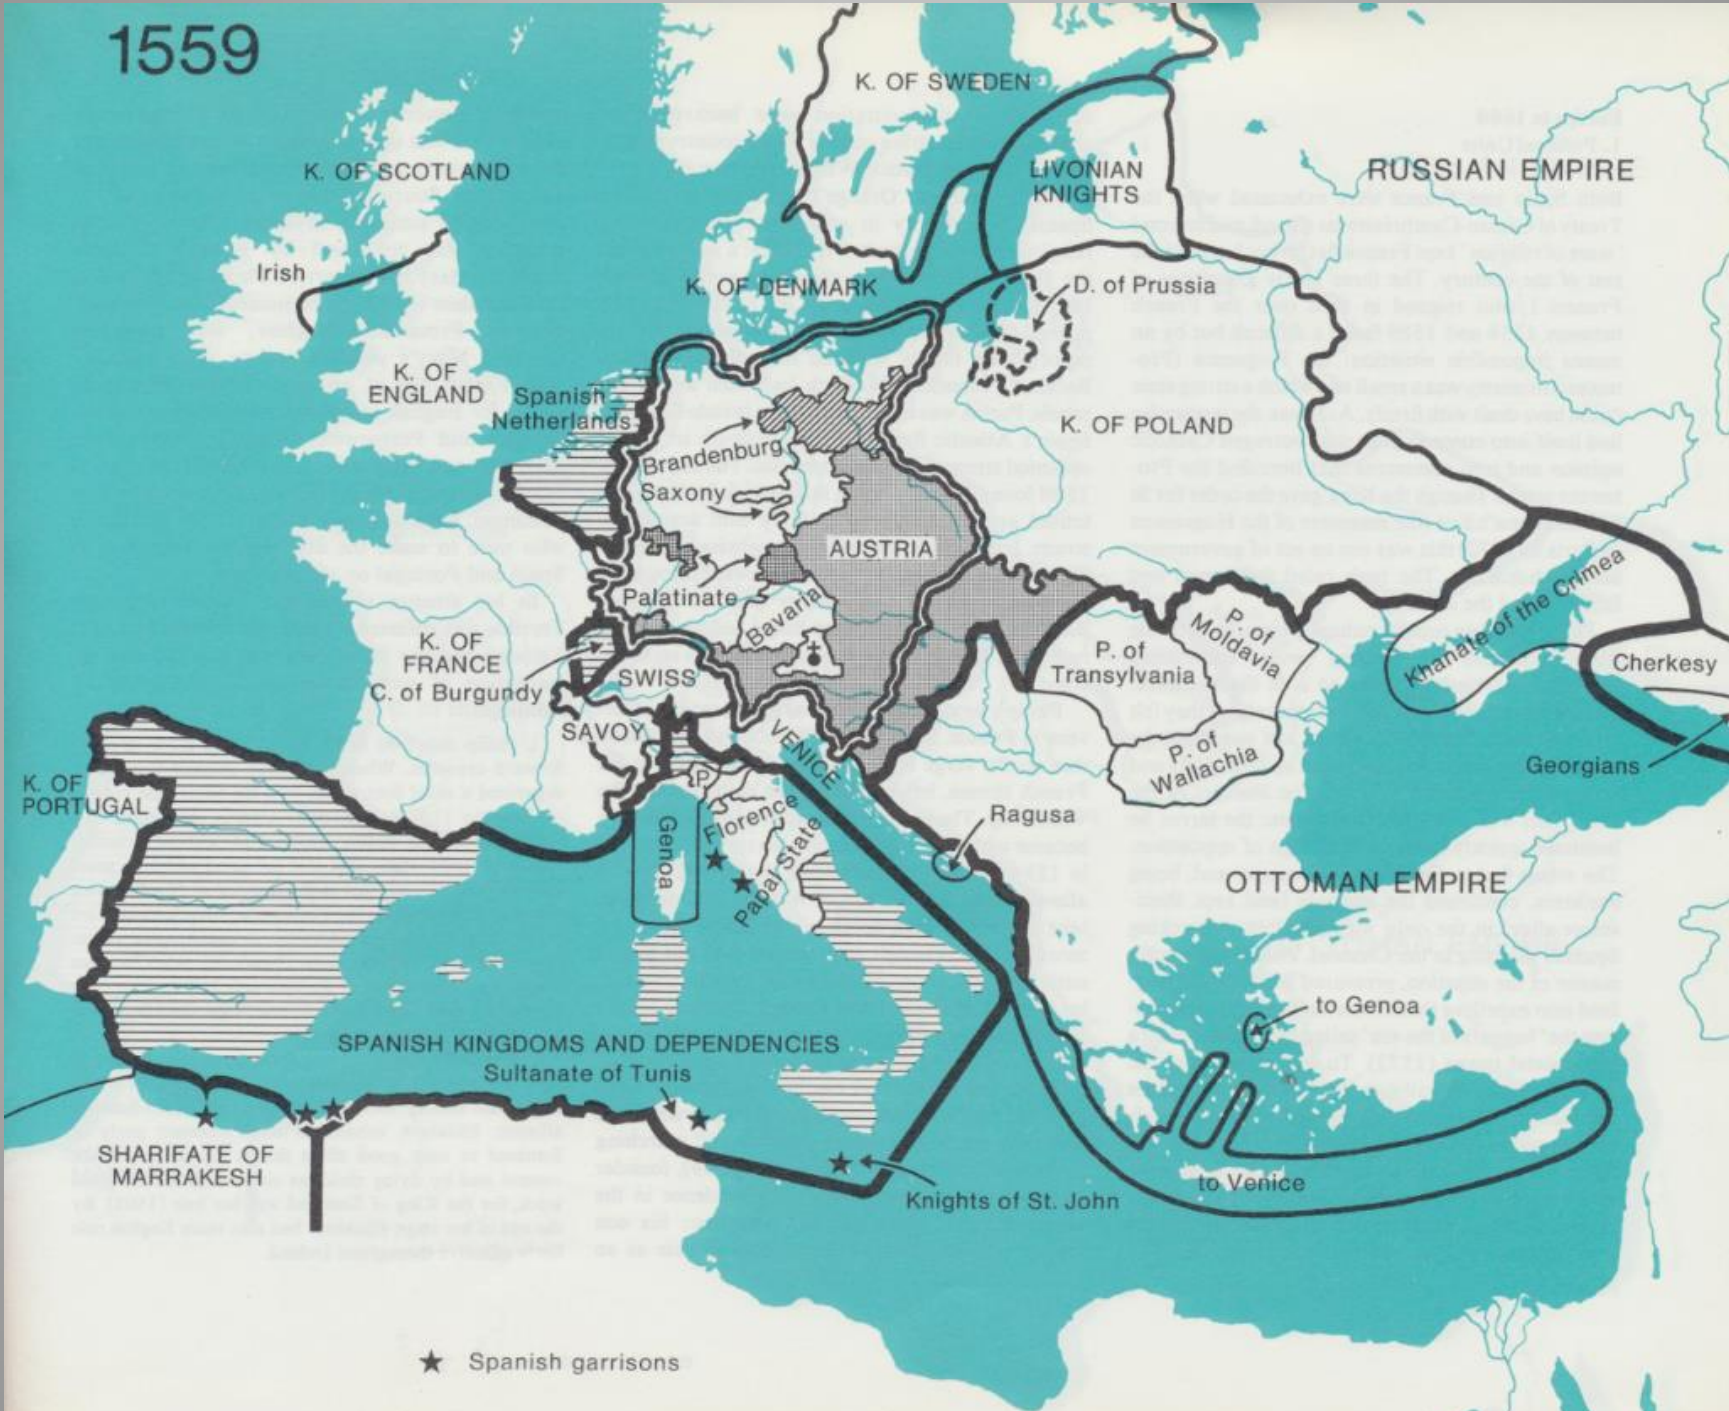 1559
K. OF SWEDEN
K. OF SCOTLAND
LIVONIAN
KNIGHTS
RUSSIAN EMPIRE
Irish
K. OF DENMARK
D. of Prussia
K. OF
ENGLAND
Spanish
Netherlands
K. OF POLAND
Brandenburg
Saxony
AUSTRIA
Palatinate
Bavaria
Khanate of the Crimea
K. OF
FRANCE
C. of Burgundy
SWISS
P. of
Transylvania
P. of
Moldavia
Cherkesy
SAVOY
VENICE
P. of
Wallachia
Georgians
K. OF
PORTUGAL
P.
Genoa
Florence
Papal State
Ragusa
OTTOMAN EMPIRE
to Genoa
SPANISH KINGDOMS AND DEPENDENCIES
Sultanate of Tunis
SHARIFATE OF
MARRAKESH
Knights of St. John
to Venice
Spanish garrisons